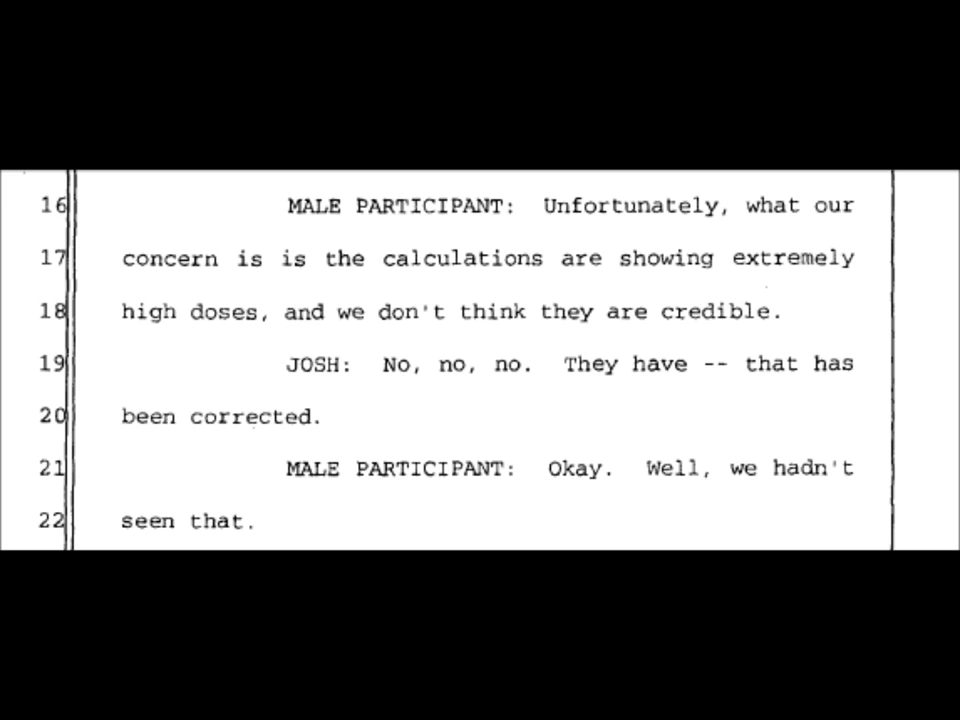 16 MALE PARTICIPANT: Unfortunately, what our
17 concern is is the calculations are showing extremely
18 high doses, and we don't think they are credible.
19 JOSH: No, no, no. They have -- that has
20 been corrected.
21 MALE PARTICIPANT: Okay. Well, we hadn't
22 seen that.